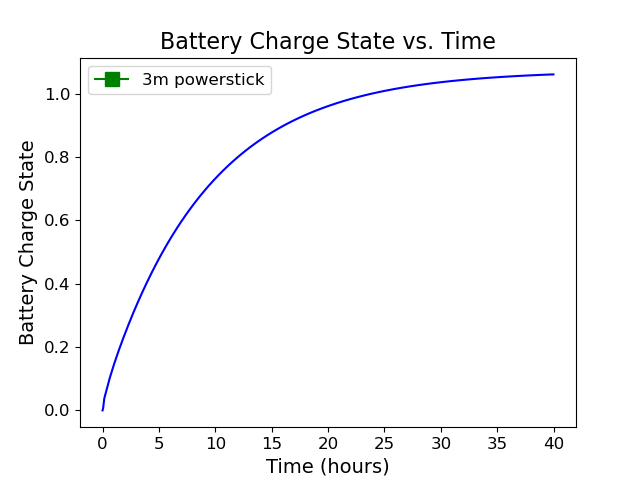 Battery Charge State vs. Time
3m powerstick
1.0
0.8
0.6
0.4
0.2
0.0
Battery Charge State
0 5 10 15 20 25 30 35 40
Time (hours)